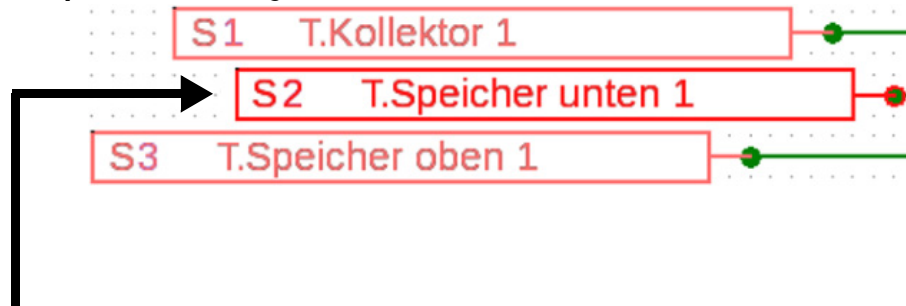 S1 T.Kollektor 1
S2 T.Speicher unten 1
S3 T.Speicher oben 1